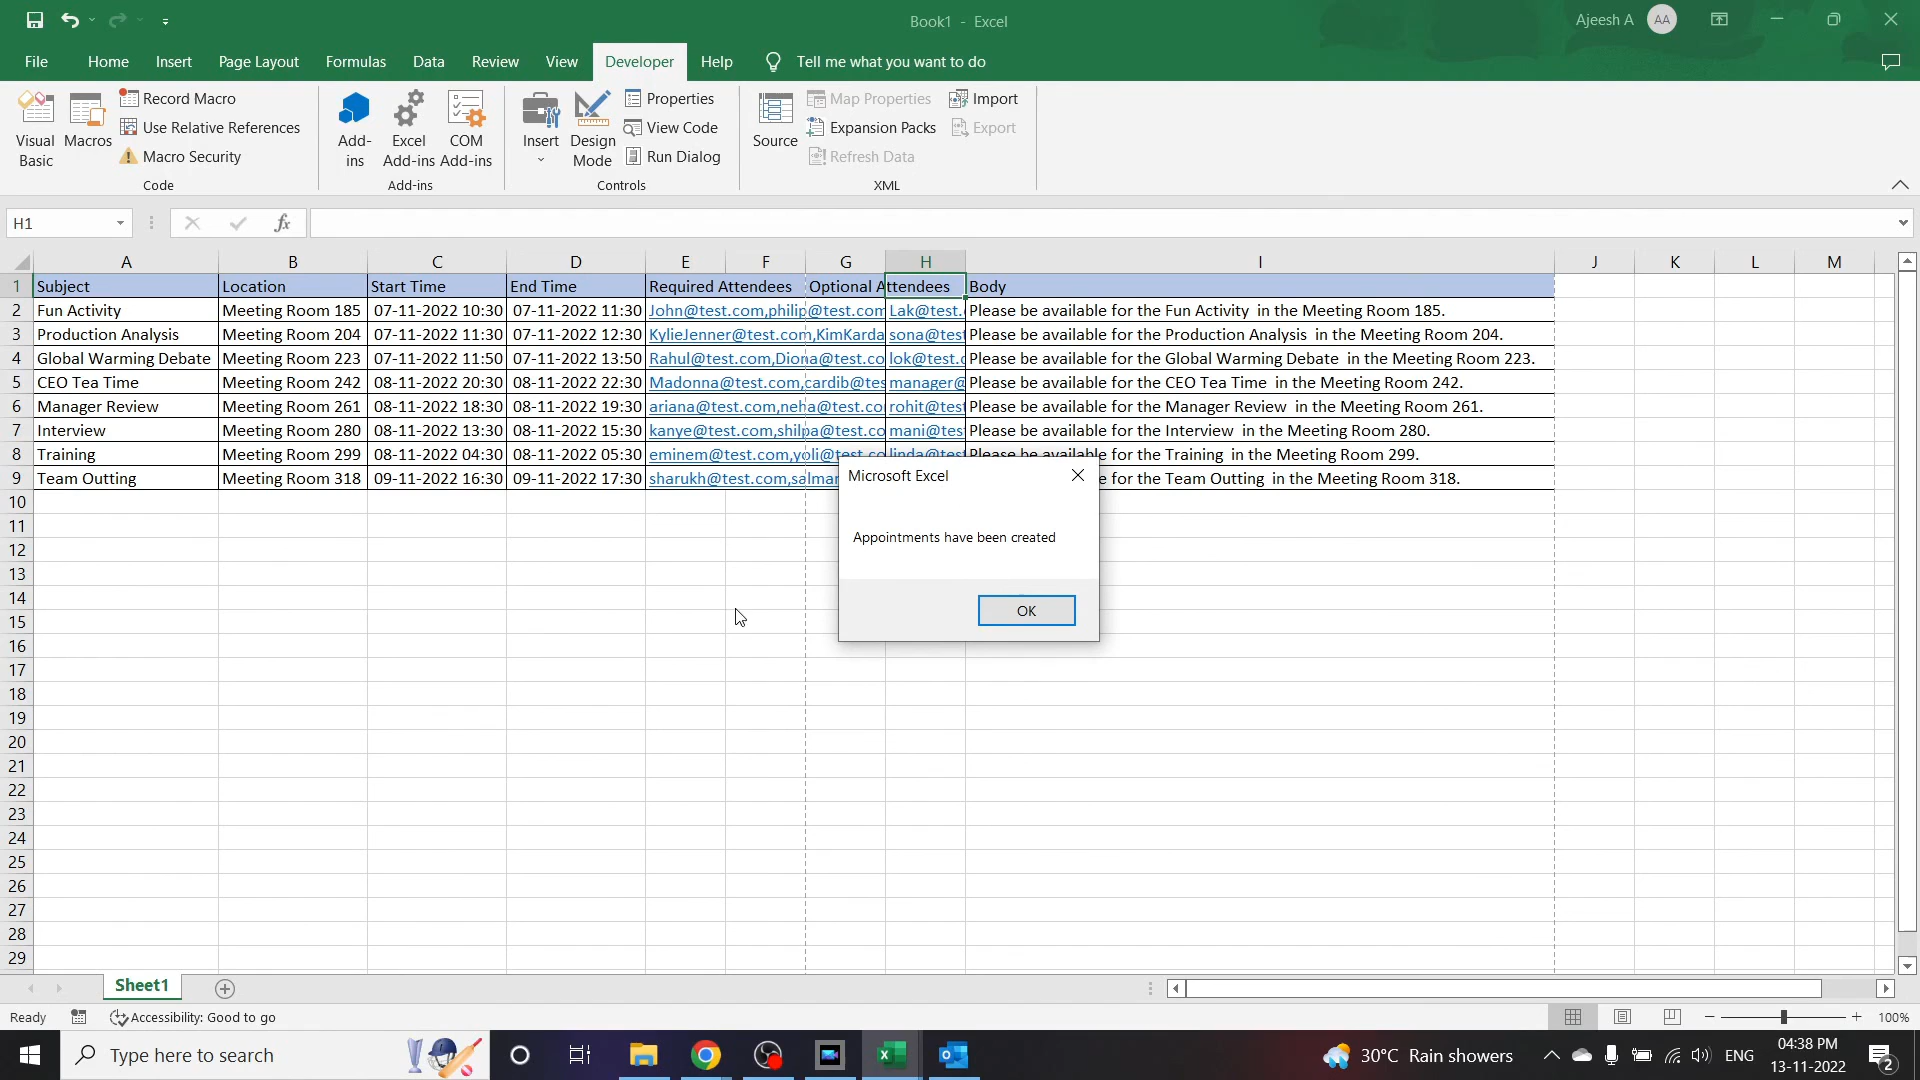 Book1 - Excel
Ajeesh A AA
File Home Insert Page Layout Formulas Data Review View Developer Help Tell me what you want to do
Visual Basic
Macros
Record Macro
Use Relative References
Macro Security
Code
Add-ins
Excel Add-ins
COM Add-ins
Add-ins
Insert
Design Mode
Properties
View Code
Run Dialog
Controls
Source
Map Properties
Expansion Packs
Refresh Data
Import
Export
XML
H1 fx
A B C D E F G H I J K L M
1 Subject Location Start Time End Time Required Attendees Optional Attendees Body
2 Fun Activity Meeting Room 185 07-11-2022 10:30 07-11-2022 11:30 John@test.com,philip@test.com Lak@test. Please be available for the Fun Activity in the Meeting Room 185.
3 Production Analysis Meeting Room 204 07-11-2022 11:30 07-11-2022 12:30 KylieJenner@test.com,KimKarda sona@test Please be available for the Production Analysis in the Meeting Room 204.
4 Global Warming Debate Meeting Room 223 07-11-2022 11:50 07-11-2022 13:50 Rahul@test.com,Diona@test.co lok@test.c Please be available for the Global Warming Debate in the Meeting Room 223.
5 CEO Tea Time Meeting Room 242 08-11-2022 20:30 08-11-2022 22:30 Madonna@test.com,cardib@tes manager@ Please be available for the CEO Tea Time in the Meeting Room 242.
6 Manager Review Meeting Room 261 08-11-2022 18:30 08-11-2022 19:30 ariana@test.com,neha@test.co rohit@test Please be available for the Manager Review in the Meeting Room 261.
7 Interview Meeting Room 280 08-11-2022 13:30 08-11-2022 15:30 kanye@test.com,shilpa@test.co mani@tes Please be available for the Interview in the Meeting Room 280.
8 Training Meeting Room 299 08-11-2022 04:30 08-11-2022 05:30 eminem@test.com,yoli@test.co linda@test Please be available for the Training in the Meeting Room 299.
9 Team Outting Meeting Room 318 09-11-2022 16:30 09-11-2022 17:30 sharukh@test.com,salmar e for the Team Outting in the Meeting Room 318.
10
11
12
13
14
15
16
17
18
19
20
21
22
23
24
25
26
27
28
29
Microsoft Excel
Appointments have been created
OK
Sheet1
Ready Accessibility: Good to go 100%
Type here to search
30°C Rain showers ENG 04:38 PM
13-11-2022 2